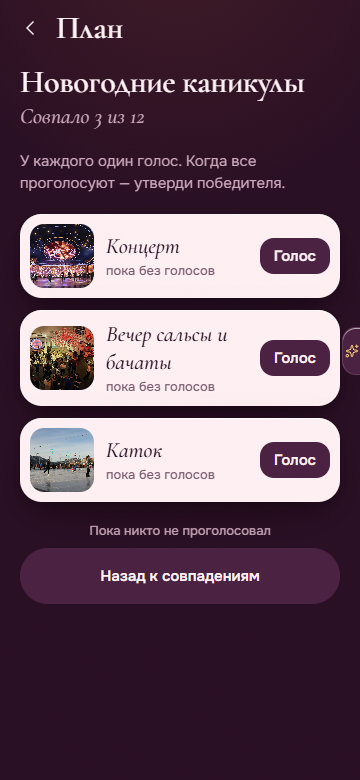 План
Новогодние каникулы
Совпало 3 из 12
У каждого один голос. Когда все
проголосуют — утверди победителя.
Концерт
пока без голосов
Голос
Вечер сальсы и
бачаты
пока без голосов
Голос
Каток
пока без голосов
Голос
Пока никто не проголосовал
Назад к совпадениям